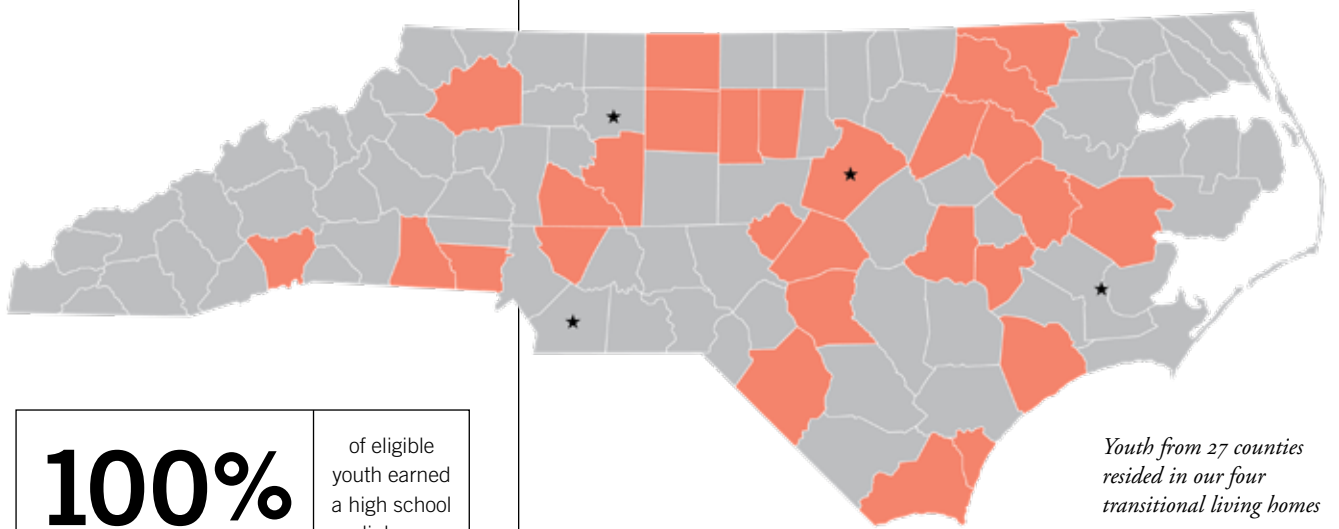 100%
of eligible
youth earned
a high school
Youth from 27 counties
resided in our four
transitional living homes